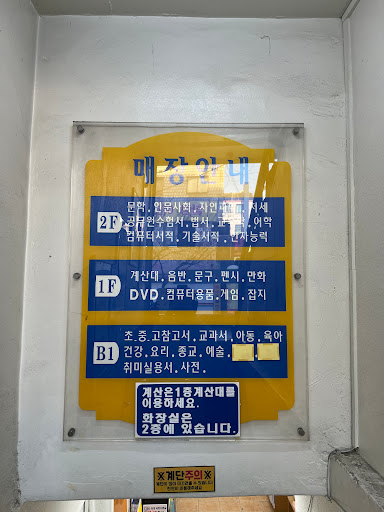 매장안내
2F
문학.인문사회.자연과학.처세
공무원수험서.법서.교육.어학
컴퓨터서적.기술서적.전자능력
1F
계산대.음반.문구.펜시.만화
DVD.컴퓨터용품.게임.잡지
B1
초.중.고참고서.교과서.아동.육아
건강.요리.종교.예술.
취미실용서.사전.
계산은1층계산대를
이용하세요.
화장실은
2층에 있습니다.
※계단주의※